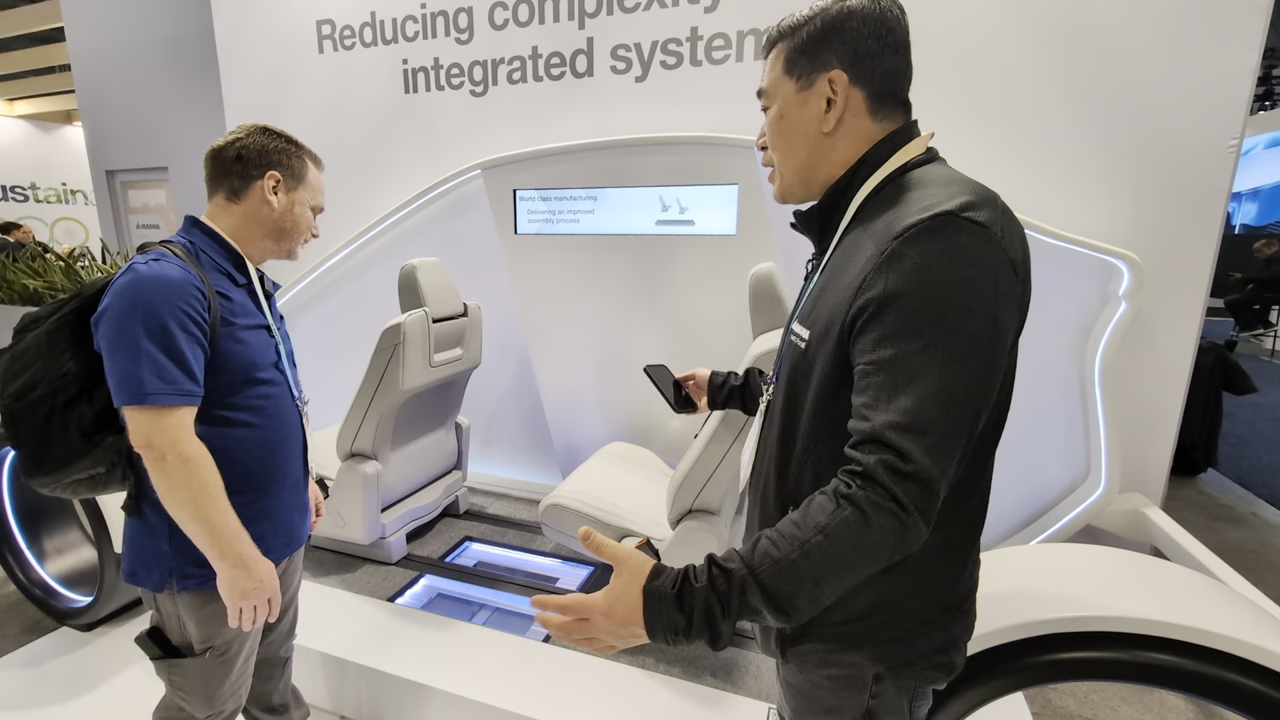 Reducing complexity
integrated system
ustain
MAGNA
World class manufacturing
Delivering an improved
assembly process